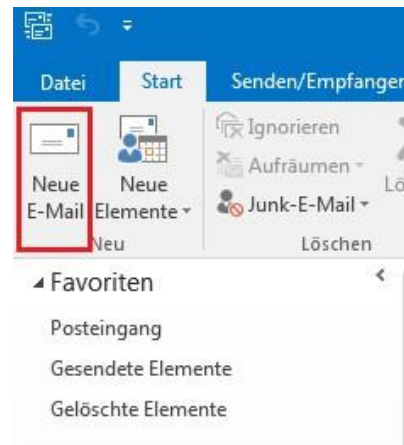 Datei Start Senden/Empfangen
Neue E-Mail
Neue Elemente
Ignorieren
Aufräumen
Junk-E-Mail
Neu Löschen
Favoriten
Posteingang
Gesendete Elemente
Gelöschte Elemente